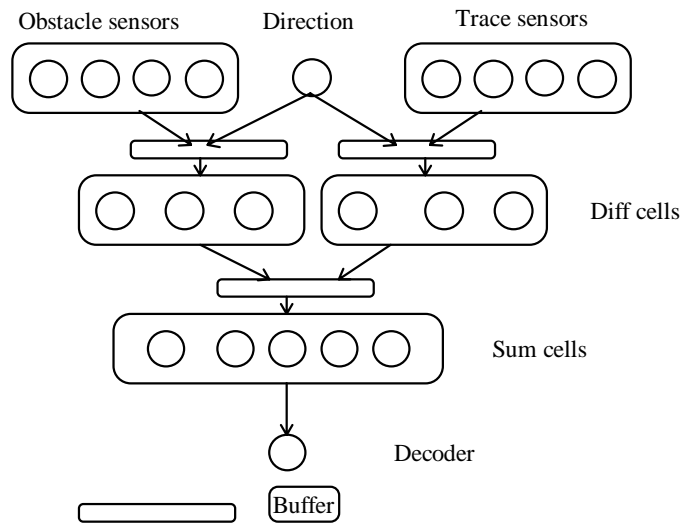 Obstacle sensors
Direction
Trace sensors
Diff cells
Sum cells
Decoder
Buffer